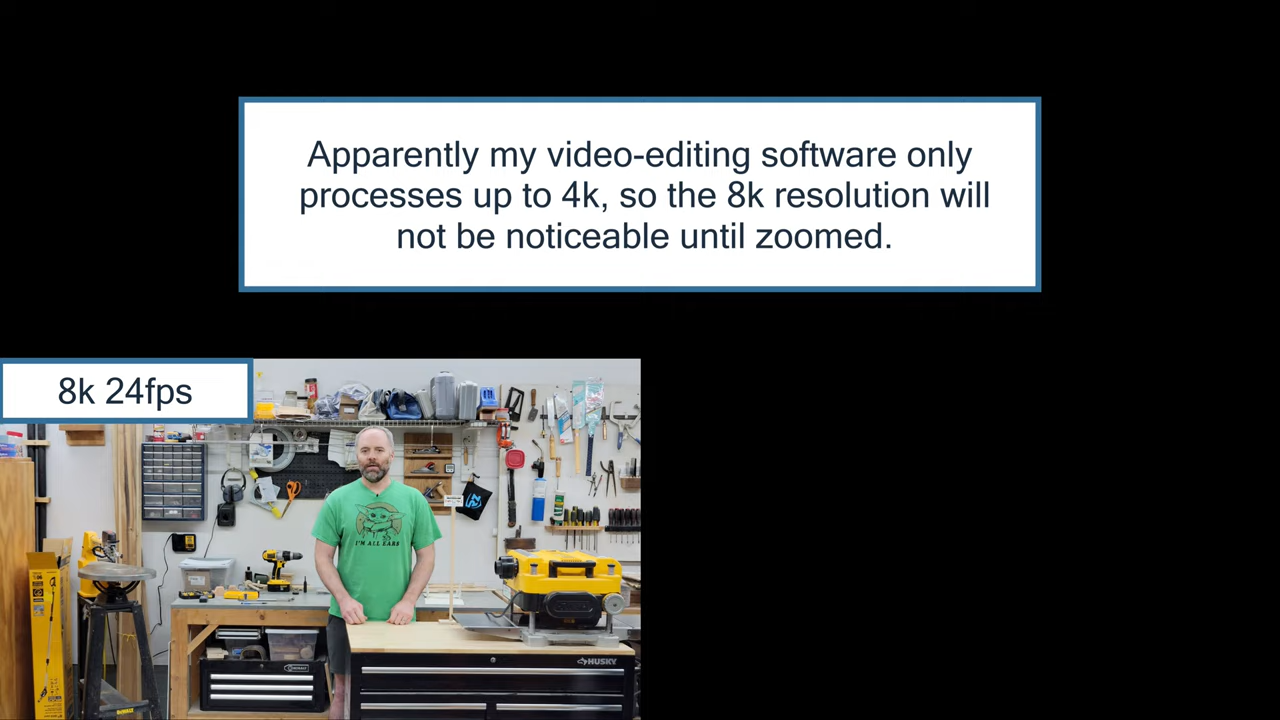 Apparently my video-editing software only
processes up to 4k, so the 8k resolution will
not be noticeable until zoomed.
8k 24fps
I'M ALL EARS
HUSKY